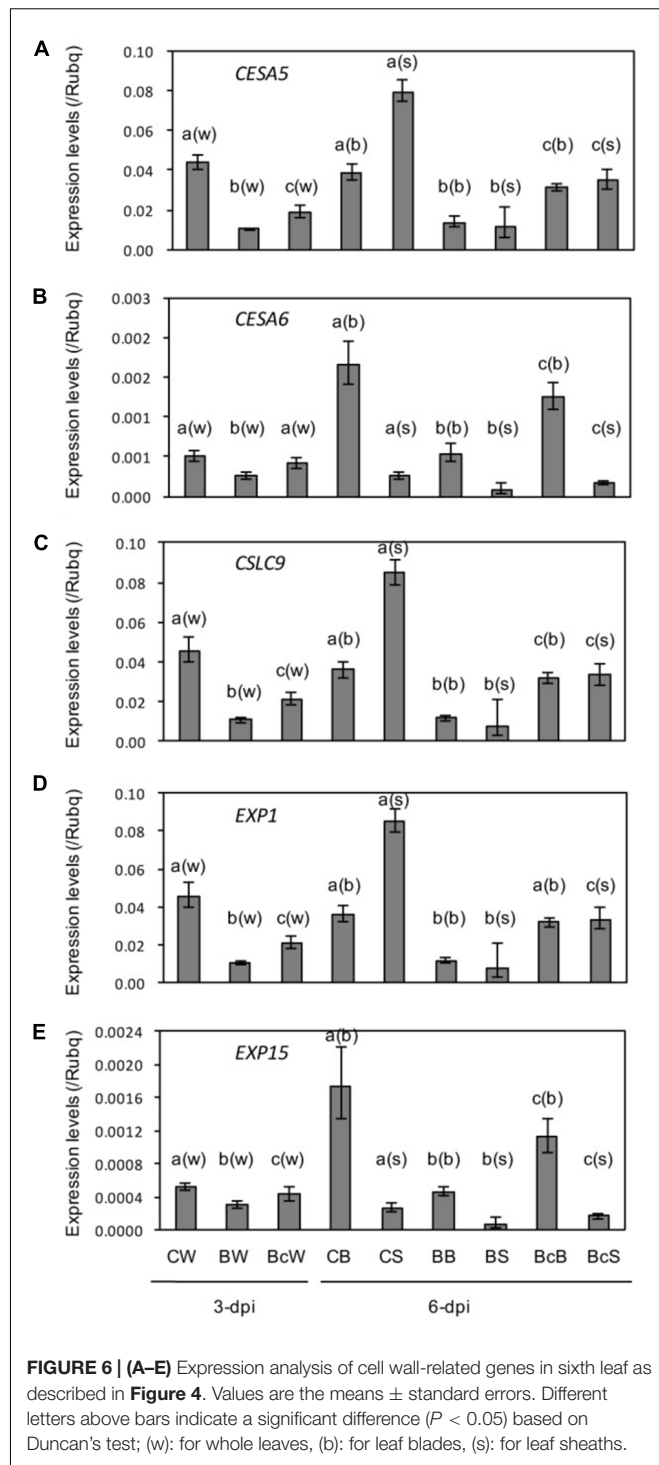 A
CESA5
Expression levels (/Rubq)
0.10
0.08
0.06
0.04
0.02
0.00
a(w) b(w) c(w) a(b) a(s) b(b) b(s) c(b) c(s)
B
CESA6
Expression levels (/Rubq)
0.003
0.002
0.002
0.001
0.001
0.000
a(w) b(w) a(w) a(b) a(s) b(b) b(s) c(b) c(s)
C
CSLC9
Expression levels (/Rubq)
0.10
0.08
0.06
0.04
0.02
0.00
a(w) b(w) c(w) a(b) a(s) b(b) b(s) c(b) c(s)
D
EXP1
Expression levels (/Rubq)
0.10
0.08
0.06
0.04
0.02
0.00
a(w) b(w) c(w) a(b) a(s) b(b) b(s) a(b) c(s)
E
EXP15
Expression levels (/Rubq)
0.0024
0.0020
0.0016
0.0012
0.0008
0.0004
0.0000
a(w) b(w) c(w) a(b) a(s) b(b) b(s) c(b) c(s)
CW BW BcW CB CS BB BS BcB BcS
3-dpi 6-dpi
FIGURE 6 | (A–E) Expression analysis of cell wall-related genes in sixth leaf as
described in Figure 4. Values are the means ± standard errors. Different
letters above bars indicate a significant difference (P < 0.05) based on
Duncan's test; (w): for whole leaves, (b): for leaf blades, (s): for leaf sheaths.